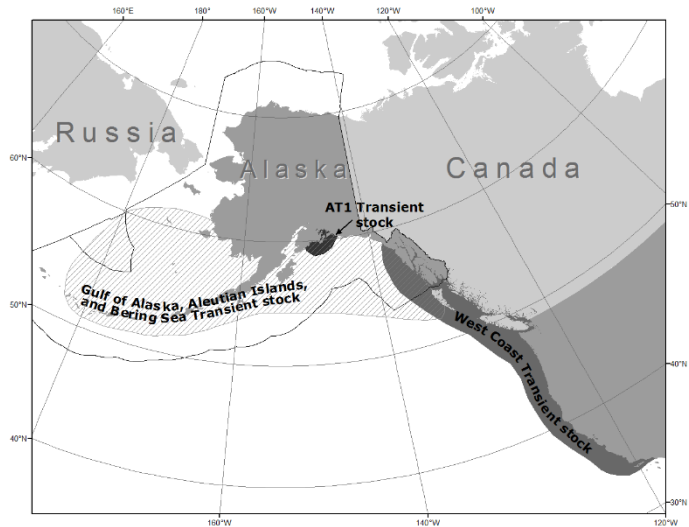 160°E 180° 160°W 140°W 120°W 100°W
Russia
Alaska
Canada
60°N
50°N
AT1 Transient
stock
Gulf of Alaska, Aleutian Islands,
and Bering Sea Transient stock
50°N
West Coast Transient stock
40°N
40°N
30°N
160°W 140°W 120°W